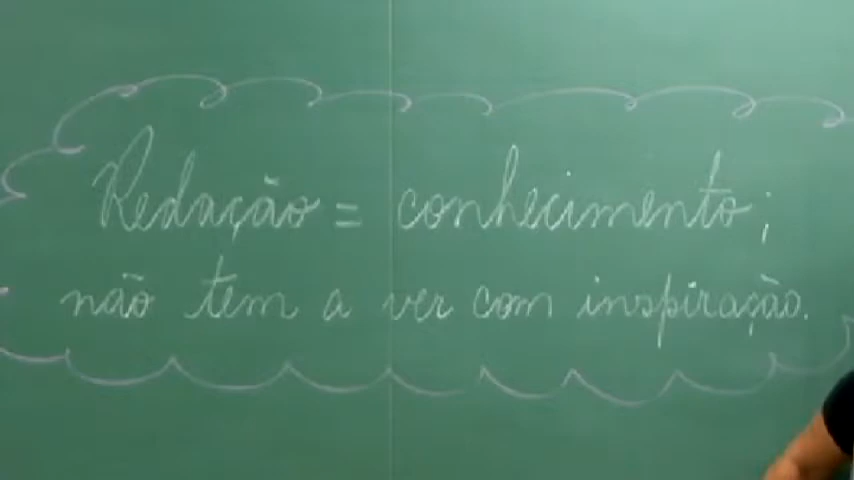 Redação = conhecimento;
não tem a ver com inspiração.